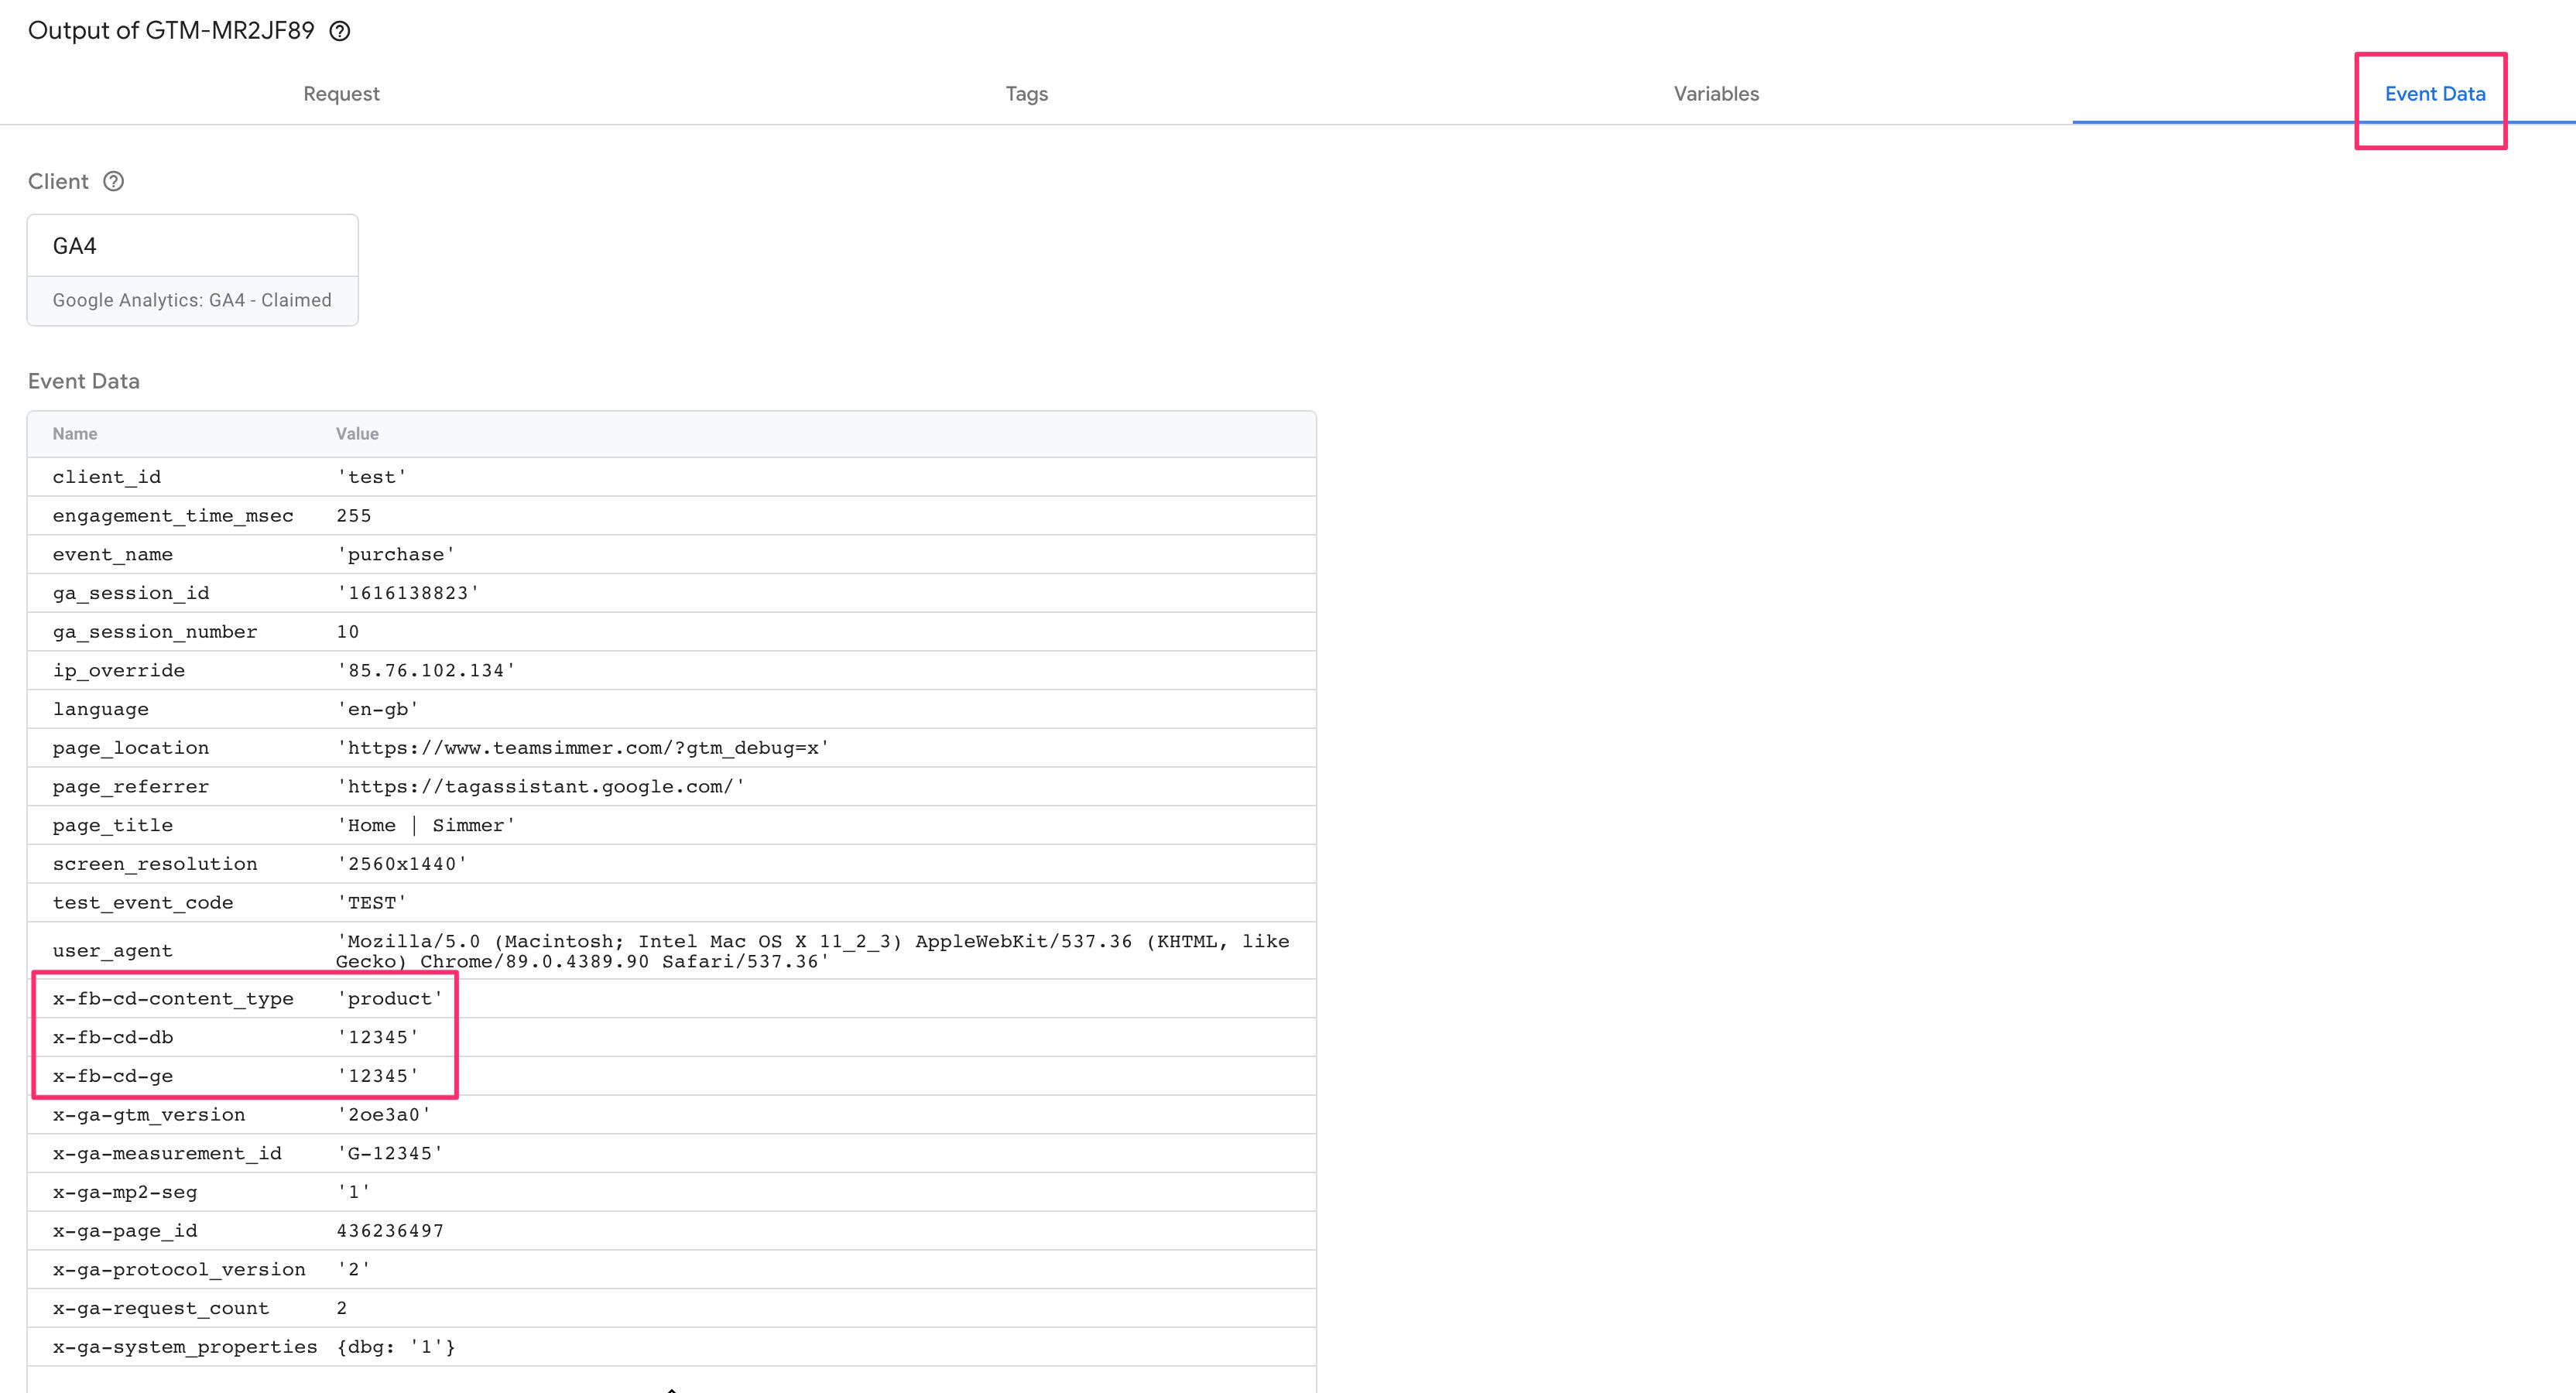 Output of GTM-MR2JF89
Request Tags Variables Event Data
Client
GA4
Google Analytics: GA4 - Claimed
Event Data
Name Value
client_id 'test'
engagement_time_msec 255
event_name 'purchase'
ga_session_id '1616138823'
ga_session_number 10
ip_override '85.76.102.134'
language 'en-gb'
page_location 'https://www.teamsimmer.com/?gtm_debug=x'
page_referrer 'https://tagassistant.google.com/'
page_title 'Home | Simmer'
screen_resolution '2560x1440'
test_event_code 'TEST'
user_agent 'Mozilla/5.0 (Macintosh; Intel Mac OS X 11_2_3) AppleWebKit/537.36 (KHTML, like
Gecko) Chrome/89.0.4389.90 Safari/537.36'
x-fb-cd-content_type 'product'
x-fb-cd-db '12345'
x-fb-cd-ge '12345'
x-ga-gtm_version '2oe3a0'
x-ga-measurement_id 'G-12345'
x-ga-mp2-seg '1'
x-ga-page_id 436236497
x-ga-protocol_version '2'
x-ga-request_count 2
x-ga-system_properties {dbg: '1'}